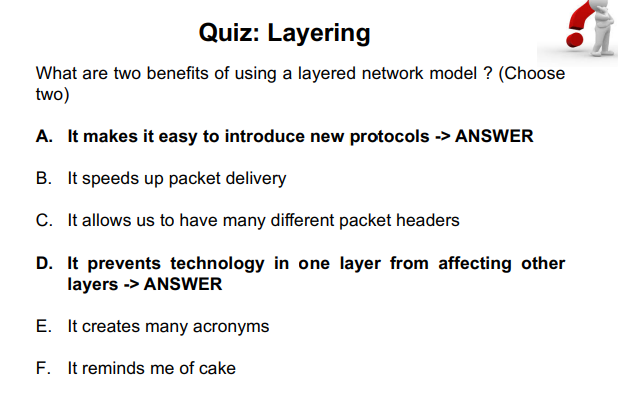 Quiz: Layering
What are two benefits of using a layered network model ? (Choose
two)
A. It makes it easy to introduce new protocols -> ANSWER
B. It speeds up packet delivery
C. It allows us to have many different packet headers
D. It prevents technology in one layer from affecting other
layers -> ANSWER
E. It creates many acronyms
F. It reminds me of cake